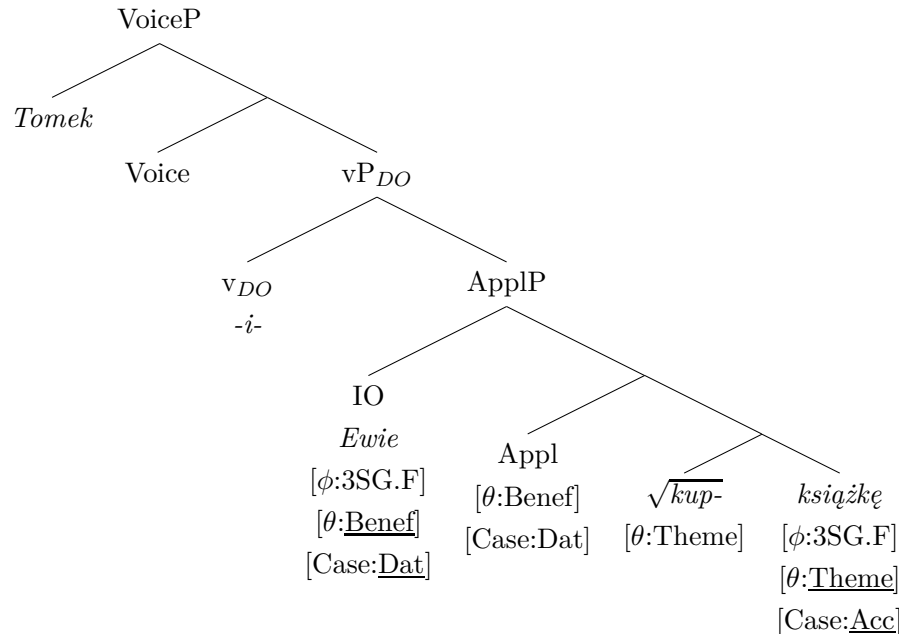 VoiceP
Tomek
Voice
vP_DO
v_DO
-i-
ApplP
IO
Ewie
[ϕ:3SG.F]
[θ:Benef]
[Case:Dat]
Appl
[θ:Benef]
[Case:Dat]
√kup-
[θ:Theme]
książkę
[ϕ:3SG.F]
[θ:Theme]
[Case:Acc]